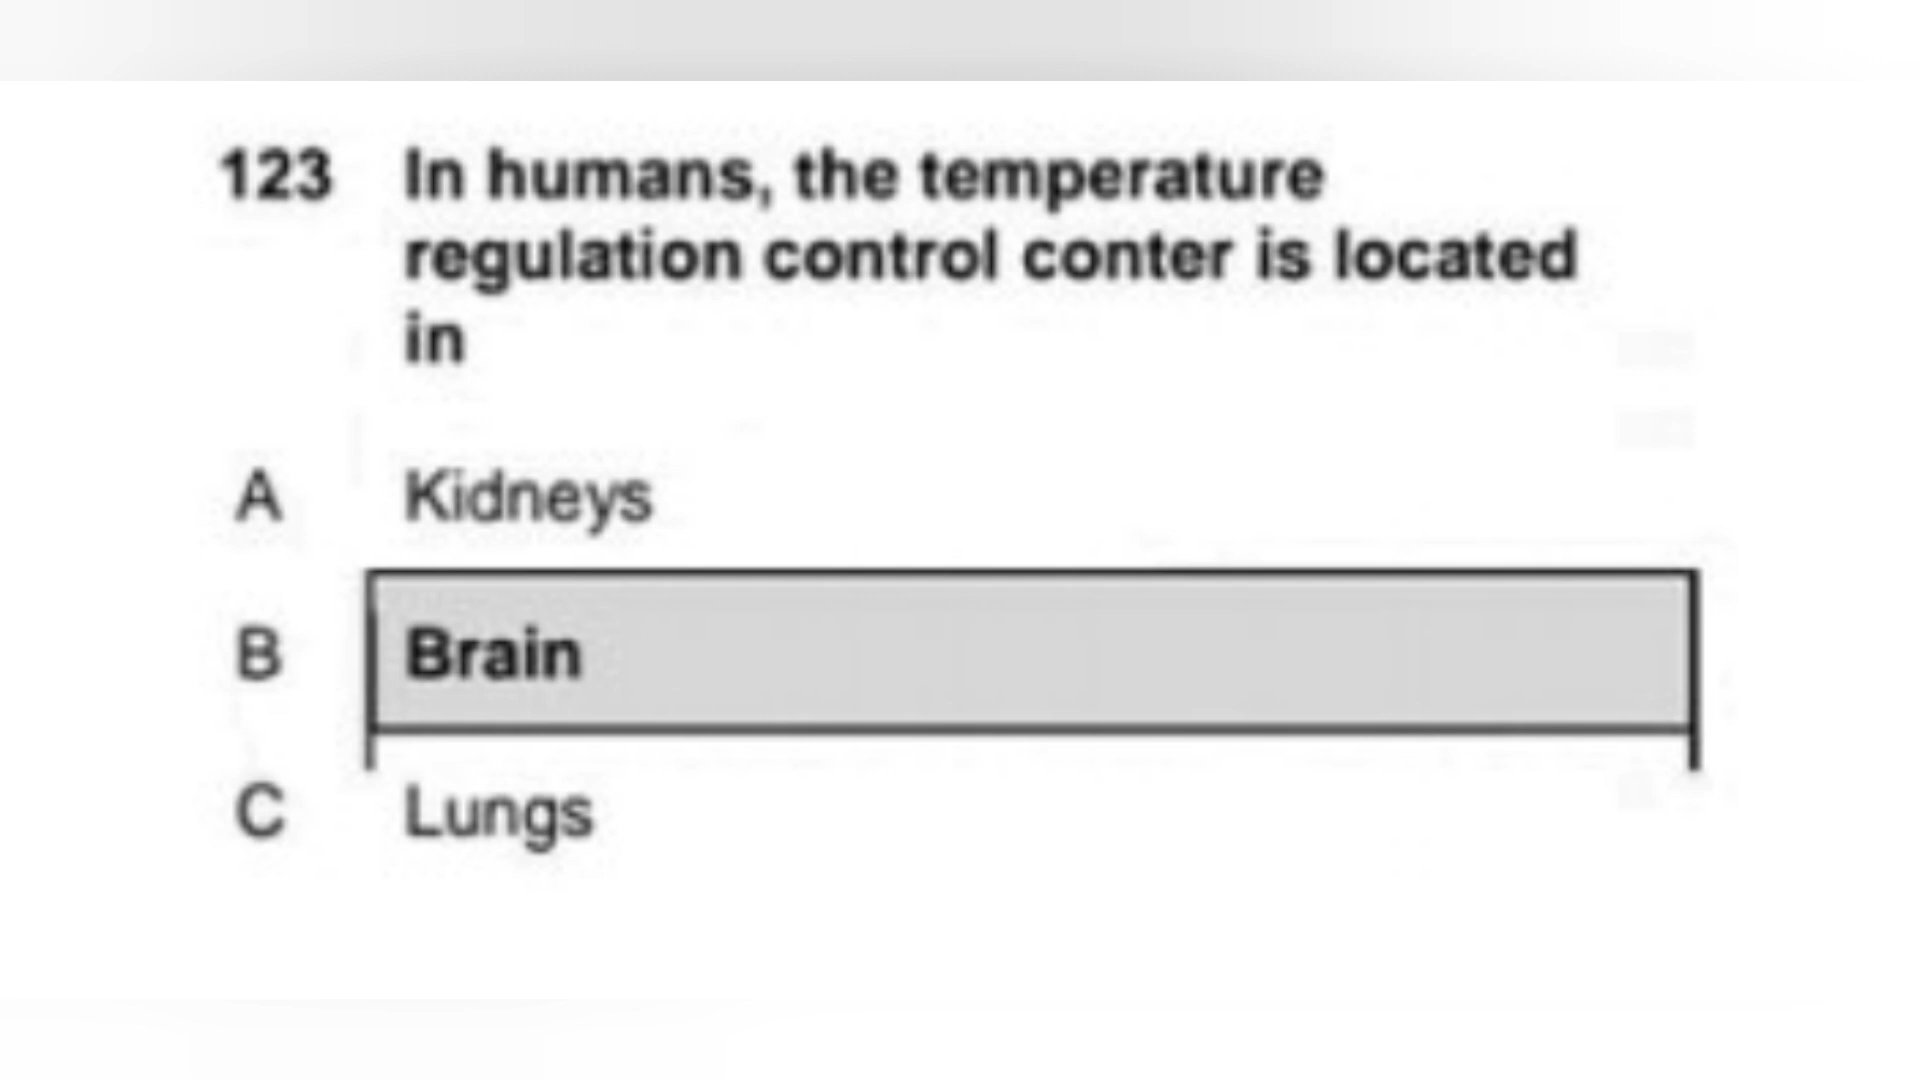 123 In humans, the temperature
regulation control conter is located
in
A Kidneys
B Brain
C Lungs